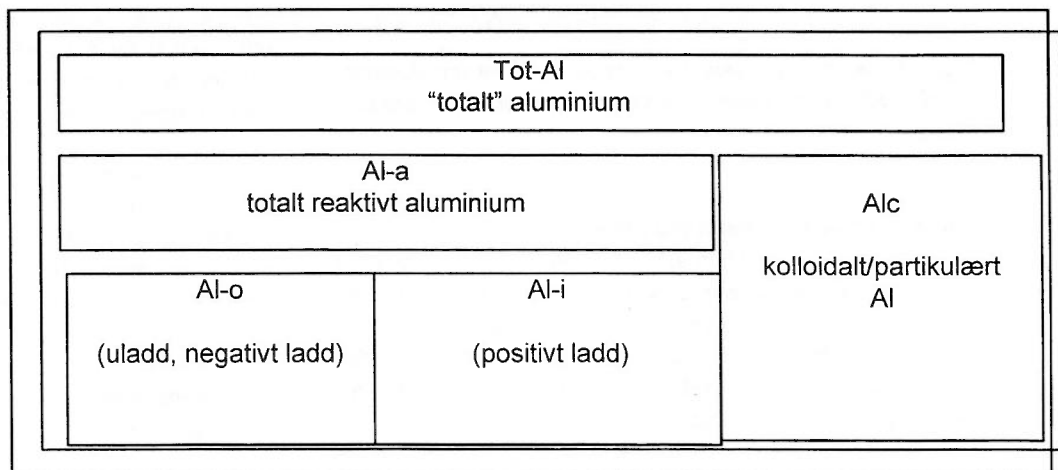 Tot-Al
“totalt” aluminium
Al-a
totalt reaktivt aluminium
Alc
kolloidalt/partikulært
Al
Al-o
(uladd, negativt ladd)
Al-i
(positivt ladd)